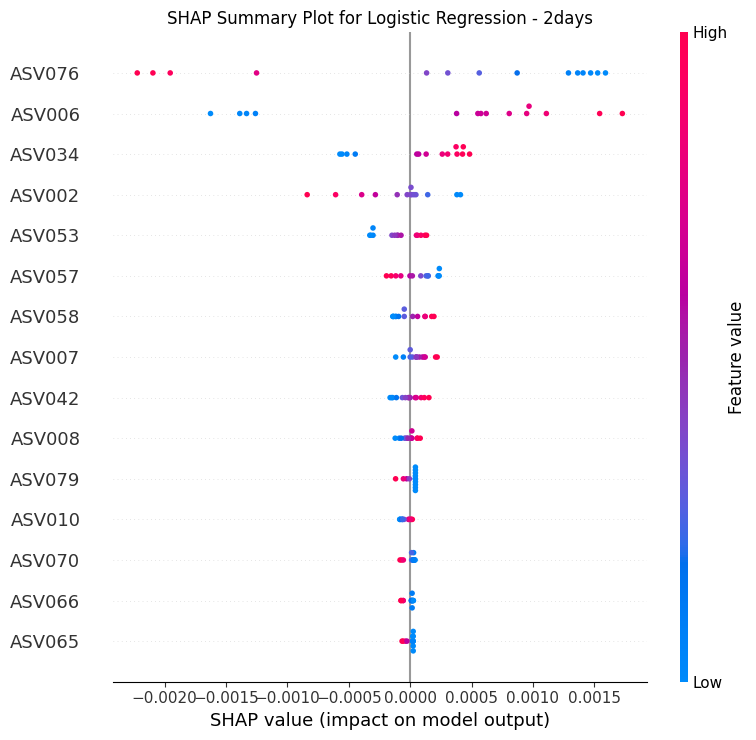 SHAP Summary Plot for Logistic Regression - 2days
High
ASV076
ASV006
ASV034
ASV002
ASV053
ASV057
ASV058
ASV007
ASV042
ASV008
ASV079
ASV010
ASV070
ASV066
ASV065
Feature value
Low
−0.0020 −0.0015 −0.0010 −0.0005 0.0000 0.0005 0.0010 0.0015
SHAP value (impact on model output)